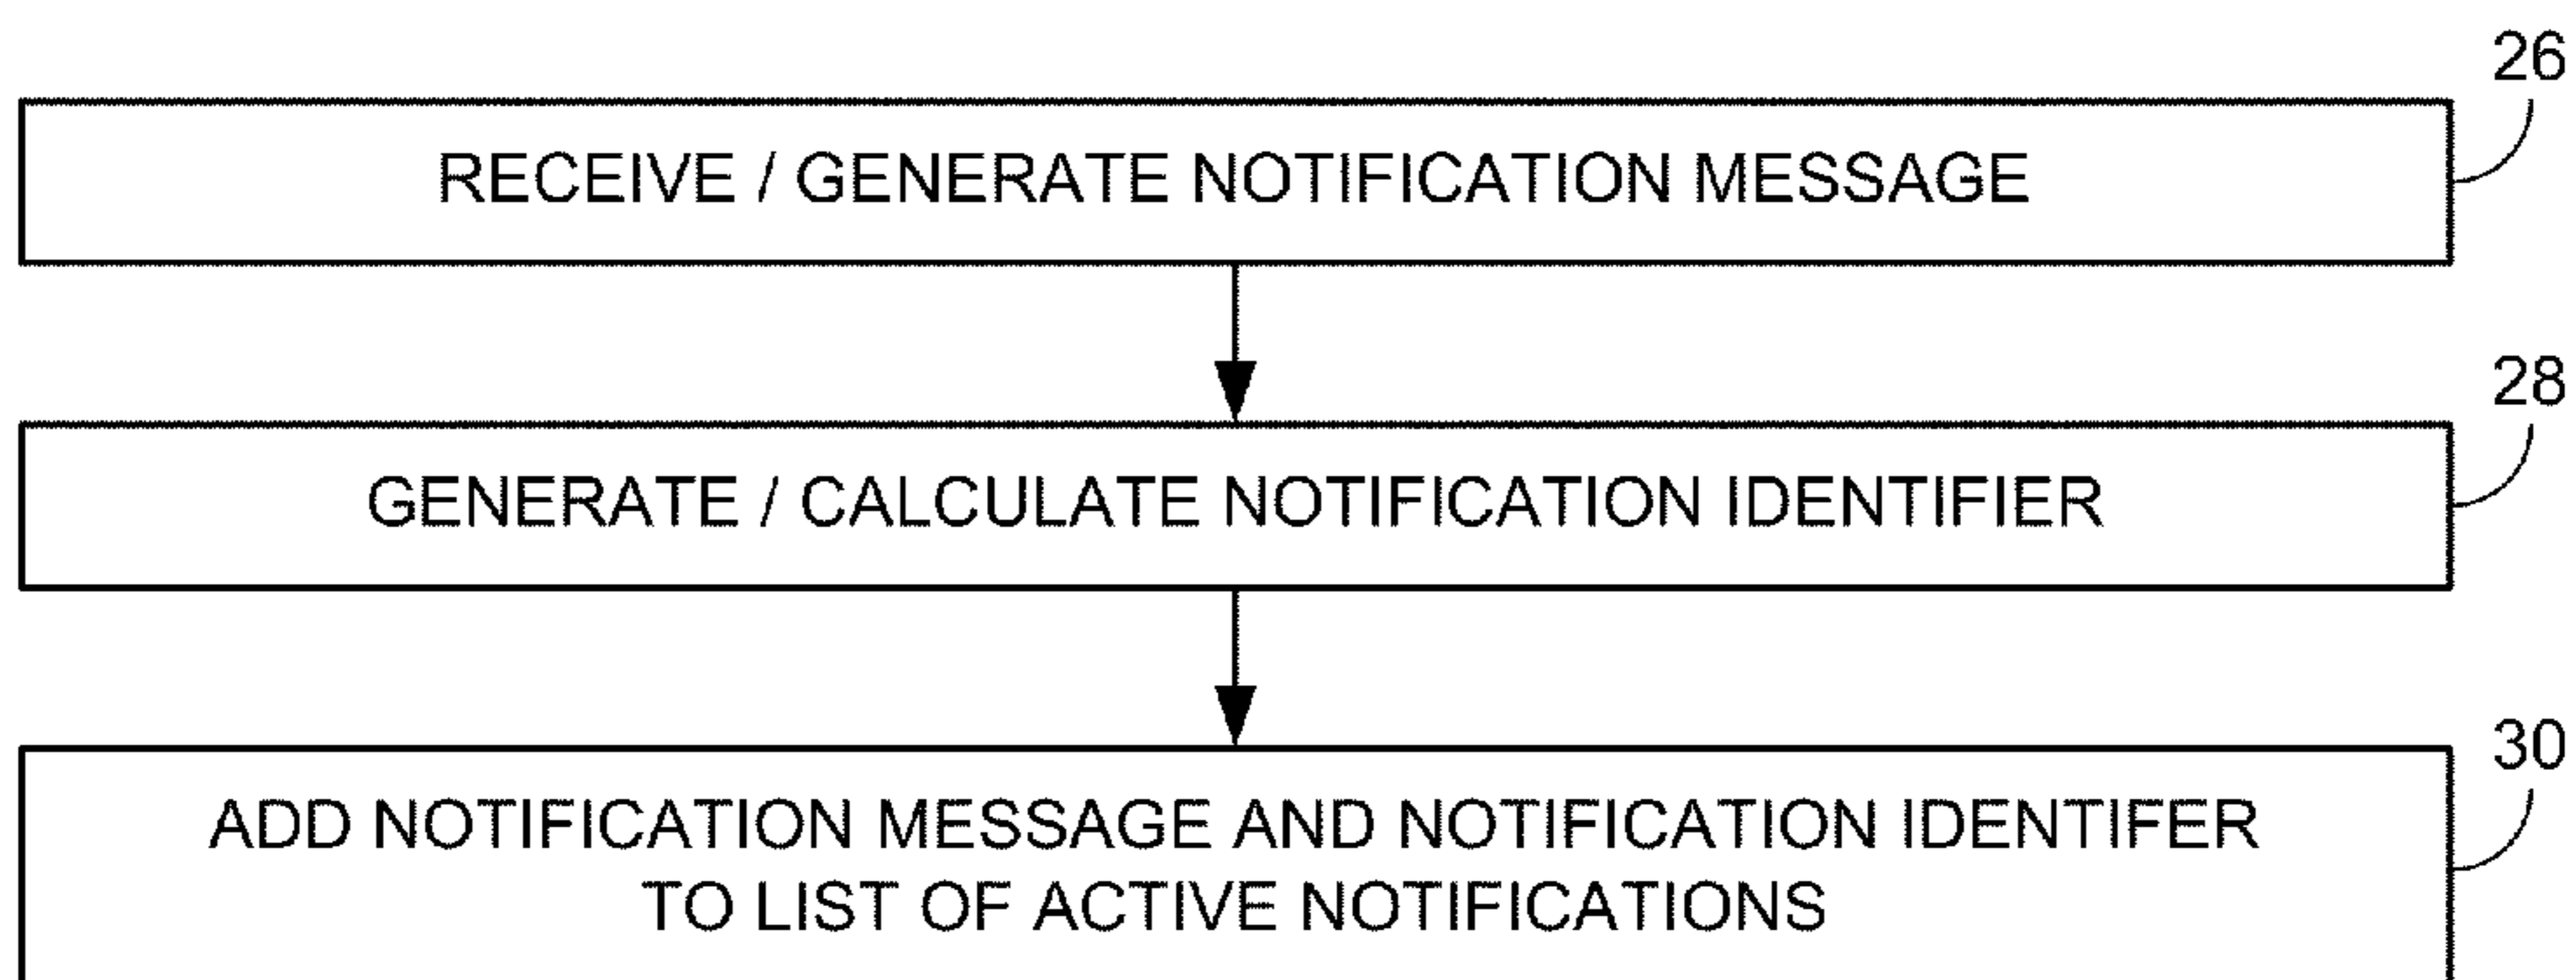 26
RECEIVE / GENERATE NOTIFICATION MESSAGE
28
GENERATE / CALCULATE NOTIFICATION IDENTIFIER
30
ADD NOTIFICATION MESSAGE AND NOTIFICATION IDENTIFER
TO LIST OF ACTIVE NOTIFICATIONS